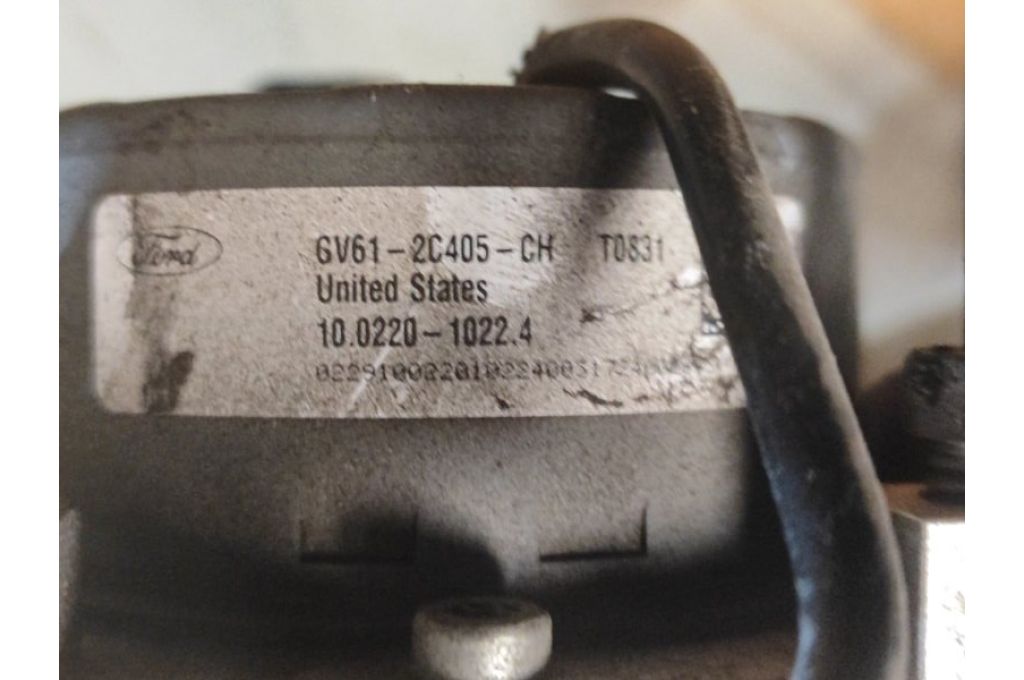 Ford
GV61-2C405-CH T0831
United States
10.0220-1022.4